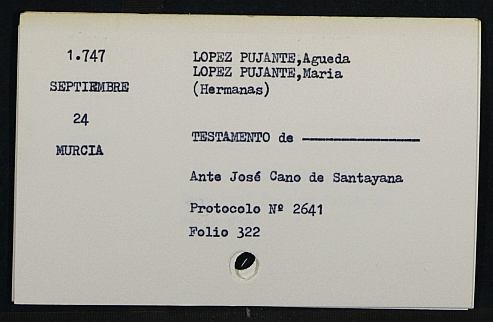 1.747
SEPTIEMBRE
24
MURCIA
LOPEZ PUJANTE,Agueda
LOPEZ PUJANTE,Maria
(Hermanas)
TESTAMENTO de ———————
Ante José Cano de Santayana
Protocolo Nº 2641
Folio 322